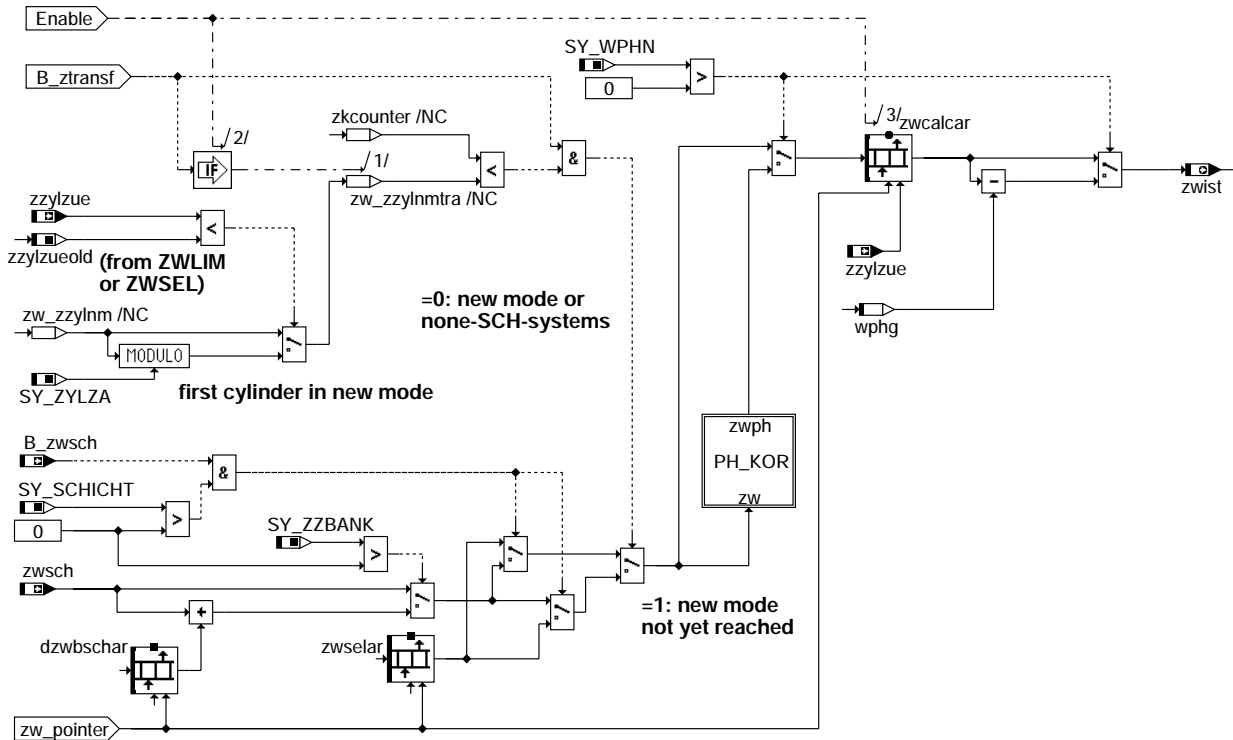 Enable
SY_WPHN
B_ztransf
>
0
/3/
zwcalcar
/2/
zkcounter /NC
IF
/1/
<
&
zw_zzylnmtra /NC
zwist
-
zzylzue
<
zzylzueold
(from ZWLIM
or ZWSEL)
zzylzue
=0: new mode or
none-SCH-systems
zw_zzylnm /NC
wphg
MODULO
SY_ZYLZA
first cylinder in new mode
zwph
B_zwsch
&
PH_KOR
SY_SCHICHT
zw
>
0
SY_ZZBANK
>
zwsch
+
=1: new mode
not yet reached
dzwbschar
zwselar
zw_pointer